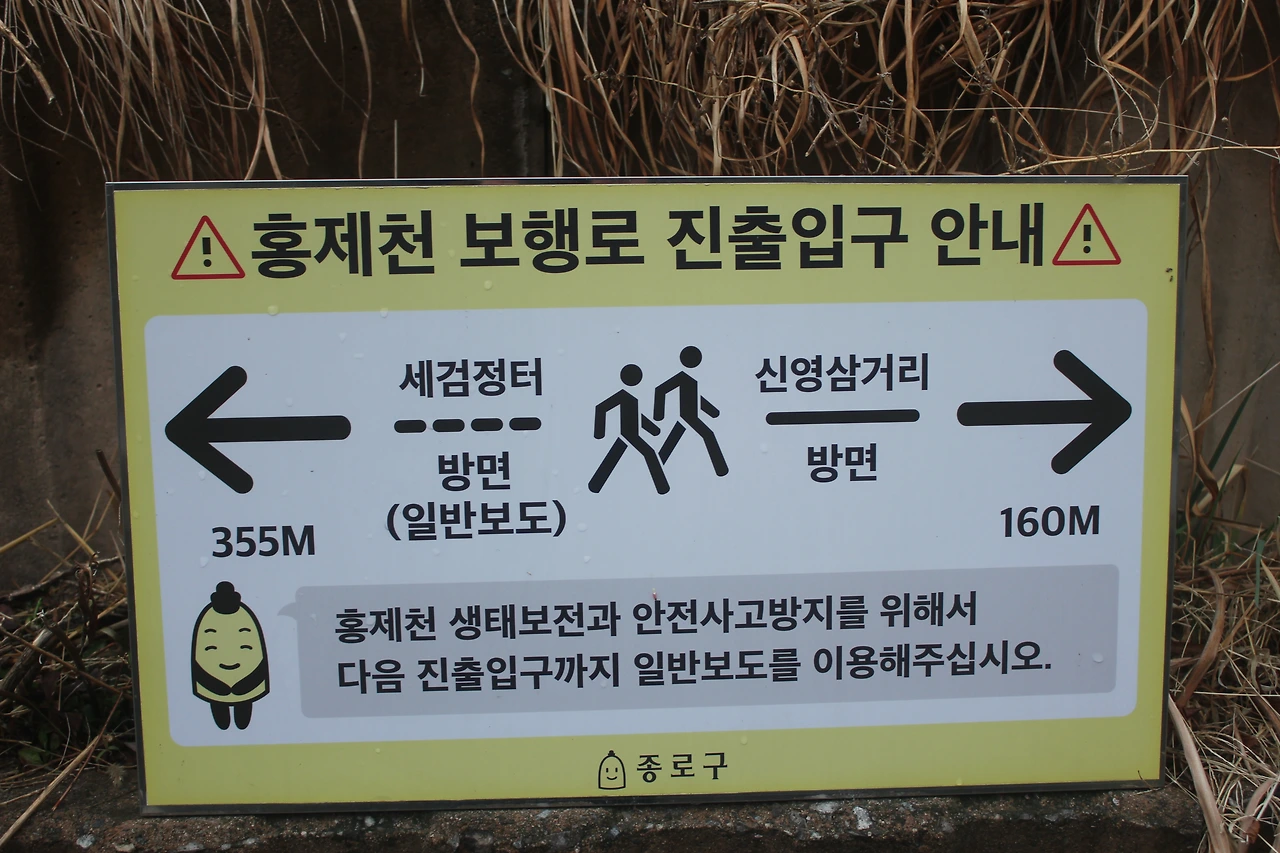 홍제천 보행로 진출입구 안내
세검정터
방면
(일반보도)
355M
신영삼거리
방면
160M
홍제천 생태보전과 안전사고방지를 위해서
다음 진출입구까지 일반보도를 이용해주십시오.
종로구